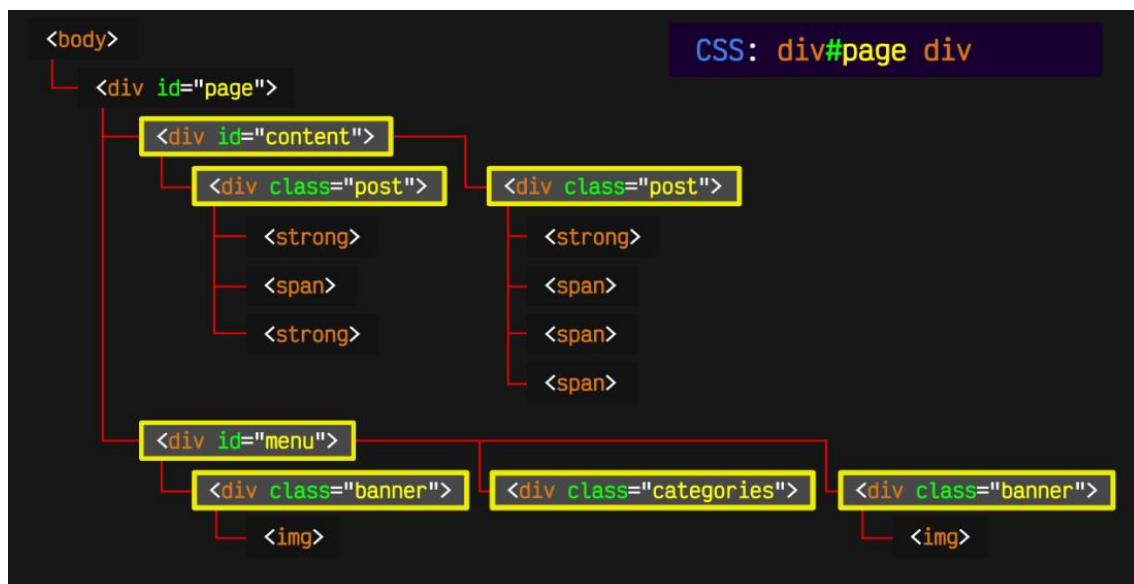 <body>
CSS: div#page div
<div id="page">
<div id="content">
<div class="post"> <div class="post">
<strong> <strong>
<span> <span>
<strong> <span>
<span>
<div id="menu">
<div class="banner"> <div class="categories"> <div class="banner">
<img> <img>